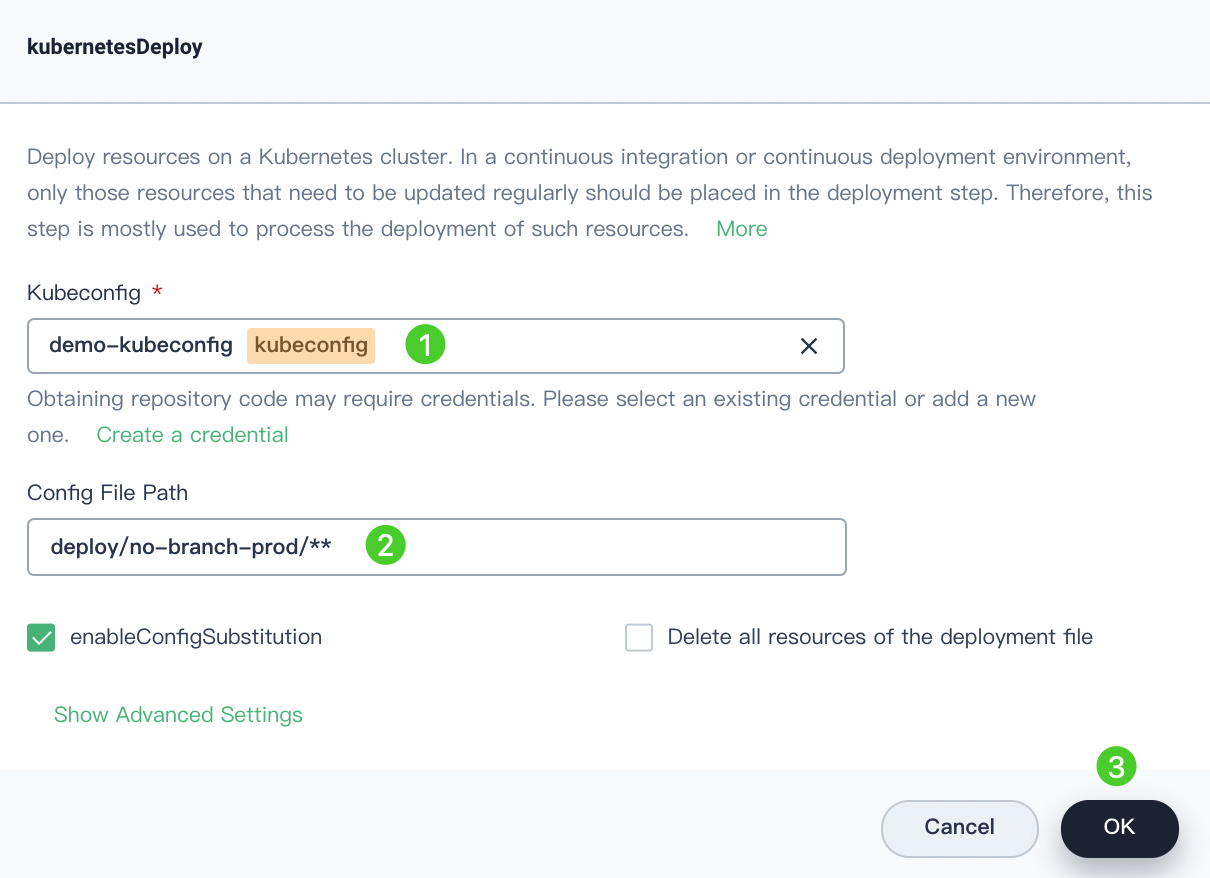 kubernetesDeploy
Deploy resources on a Kubernetes cluster. In a continuous integration or continuous deployment environment,
only those resources that need to be updated regularly should be placed in the deployment step. Therefore, this
step is mostly used to process the deployment of such resources. More
Kubeconfig *
demo-kubeconfig kubeconfig 1
Obtaining repository code may require credentials. Please select an existing credential or add a new
one. Create a credential
Config File Path
deploy/no-branch-prod/** 2
enableConfigSubstitution Delete all resources of the deployment file
Show Advanced Settings
3
Cancel OK